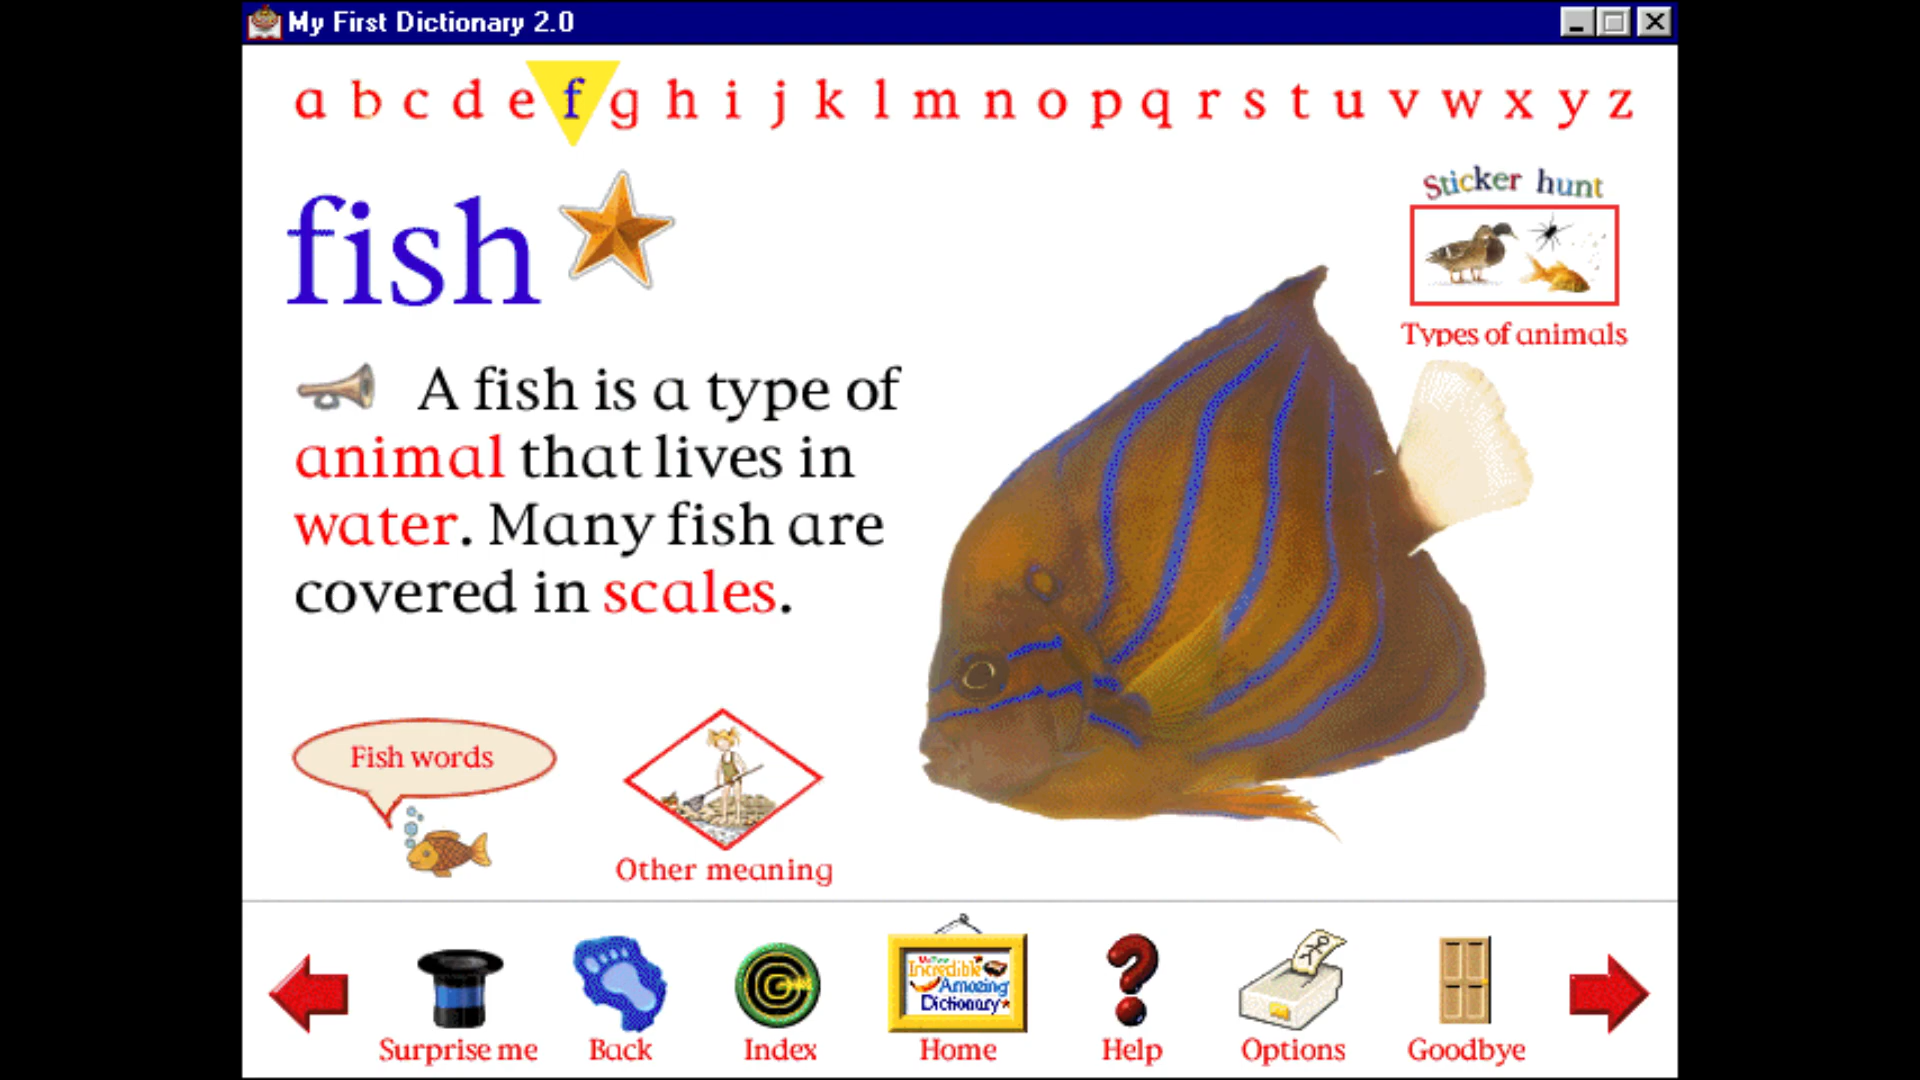 My First Dictionary 2.0
a b c d e f g h i j k l m n o p q r s t u v w x y z
fish
Sticker hunt
Types of animals
A fish is a type of
animal that lives in
water. Many fish are
covered in scales.
Fish words
Other meaning
My First
Incredible
Amazing
Dictionary
Surprise me
Back
Index
Home
Help
Options
Goodbye